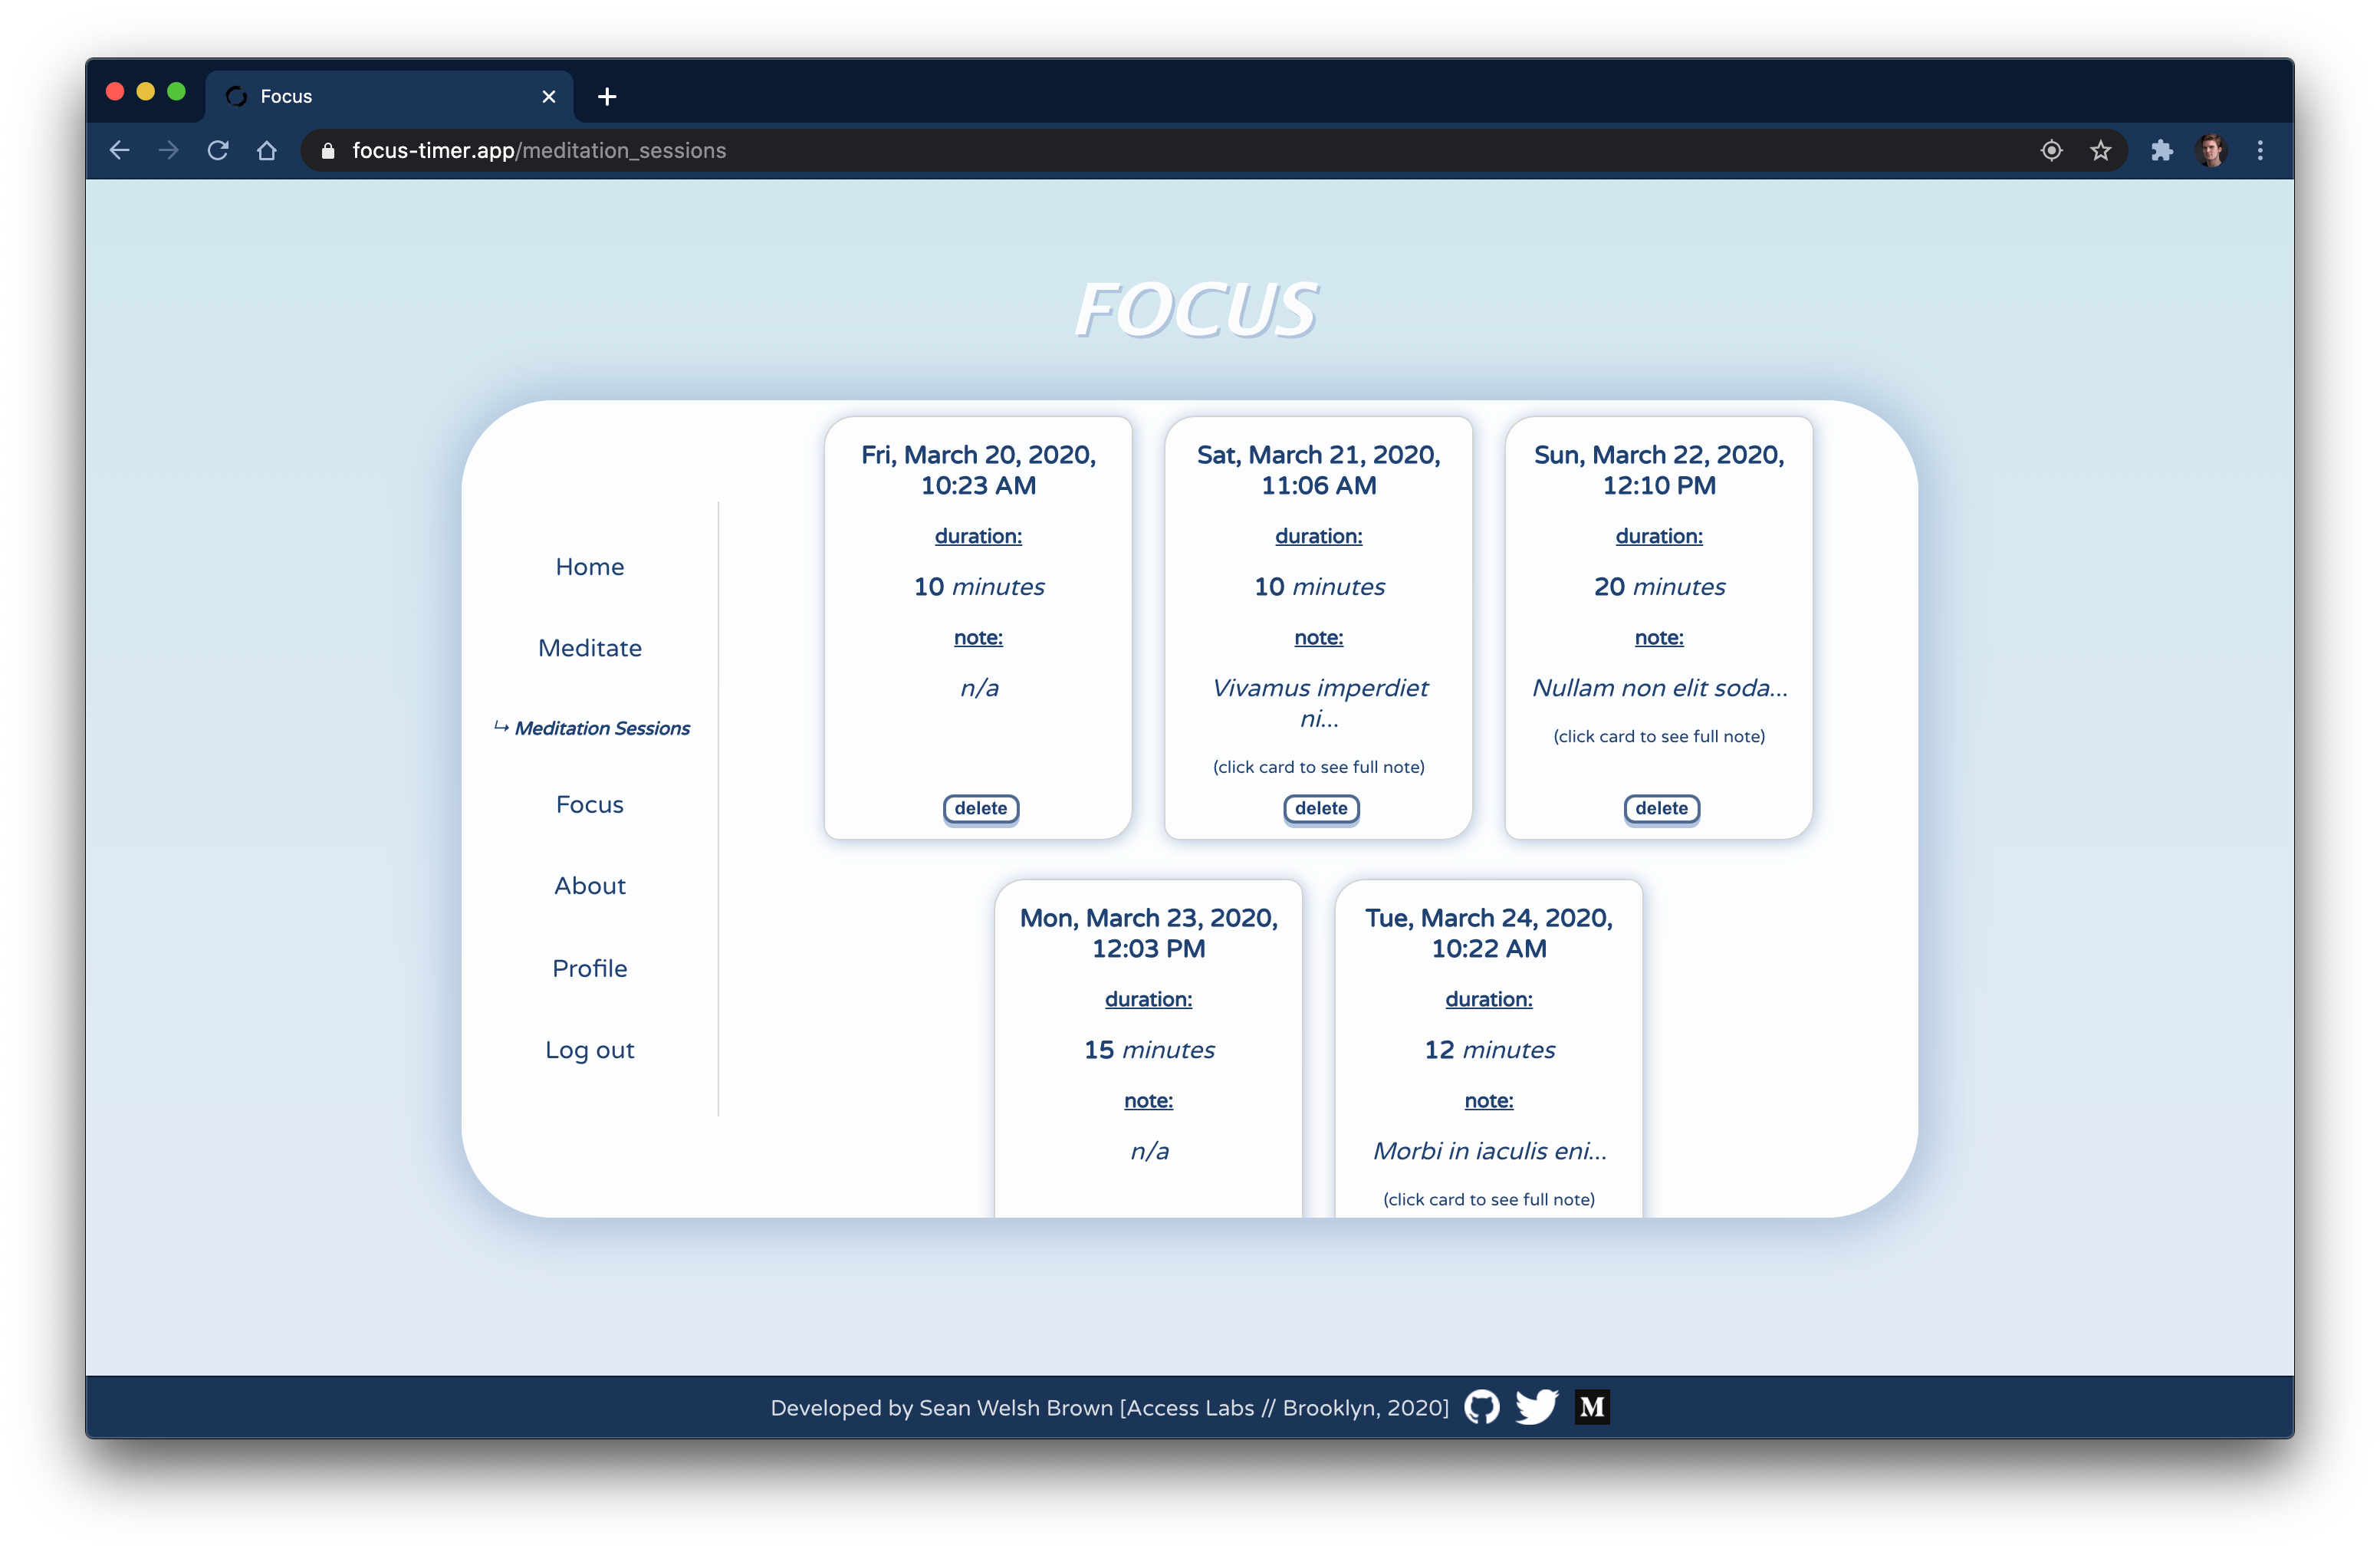 Focus
focus-timer.app/meditation_sessions
FOCUS
Home
Meditate
↪ Meditation Sessions
Focus
About
Profile
Log out
Fri, March 20, 2020,
10:23 AM
duration:
10 minutes
note:
n/a
delete
Sat, March 21, 2020,
11:06 AM
duration:
10 minutes
note:
Vivamus imperdiet
ni...
(click card to see full note)
delete
Sun, March 22, 2020,
12:10 PM
duration:
20 minutes
note:
Nullam non elit soda...
(click card to see full note)
delete
Mon, March 23, 2020,
12:03 PM
duration:
15 minutes
note:
n/a
Tue, March 24, 2020,
10:22 AM
duration:
12 minutes
note:
Morbi in iaculis eni...
(click card to see full note)
Developed by Sean Welsh Brown [Access Labs // Brooklyn, 2020]
M